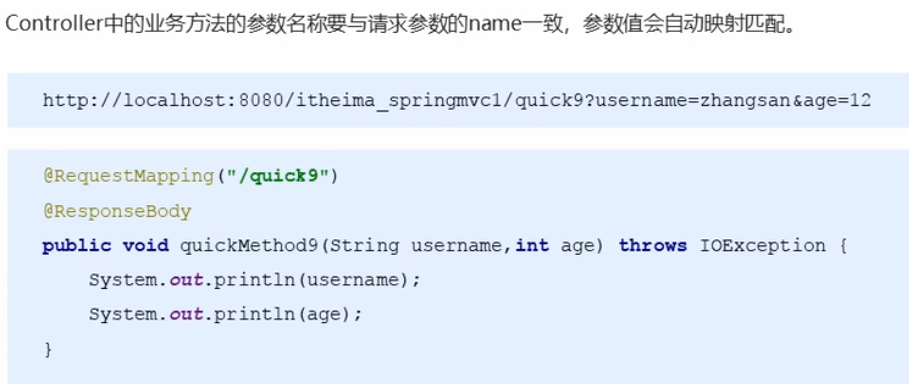 Controller中的业务方法的参数名称要与请求参数的name一致，参数值会自动映射匹配。
http://localhost:8080/itheima_springmvc1/quick9?username=zhangsan&age=12
@RequestMapping("/quick9")
@ResponseBody
public void quickMethod9(String username,int age) throws IOException {
    System.out.println(username);
    System.out.println(age);
}